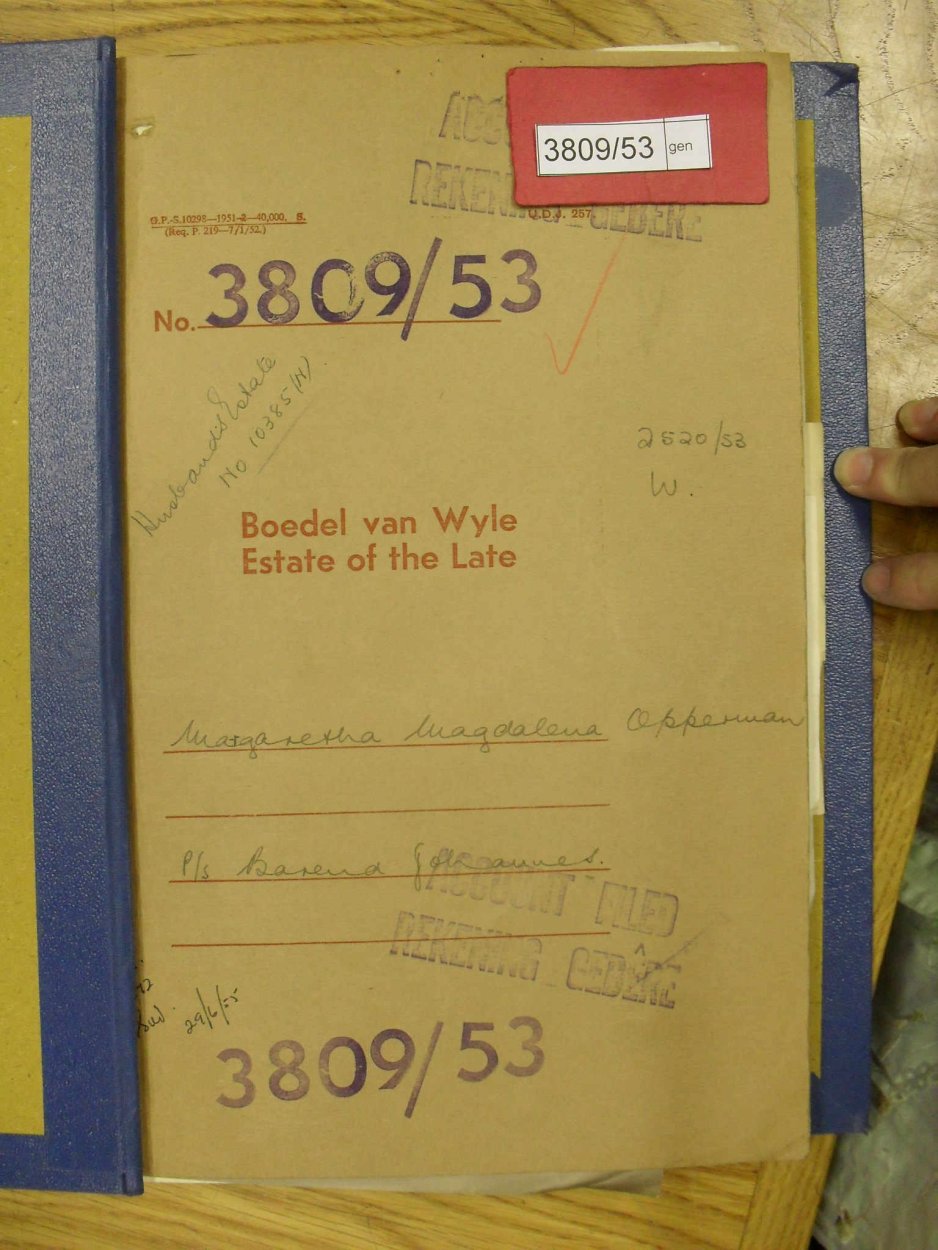 3809/53 gen
ACC
REKENING GEDÊRE
G.P.-S.10298—1951-2—40,000. S.
(Req. P. 219—7/1/52.)
U.D.J. 257
No. 3809/53
Husband's Estate
No 10385 (N)
2520/53
W.
Boedel van Wyle
Estate of the Late
Margaretha Magdalena Opperman
P/s Barend Johannes.
ACCOUNT FILED
REKENING GEDÊRE
29/6/55
3809/53